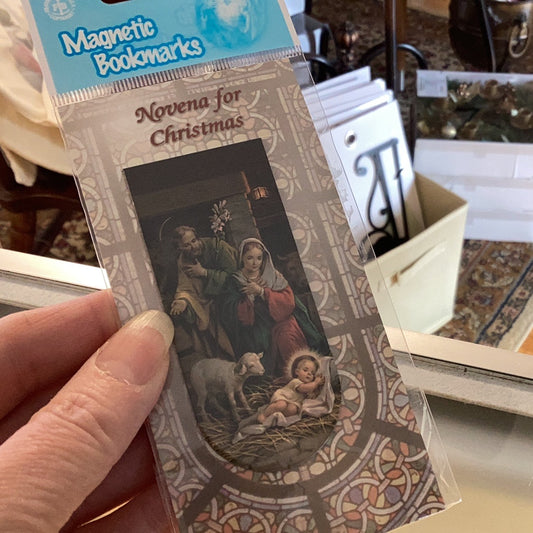 Magnetic
Bookmarks
Novena for
Christmas